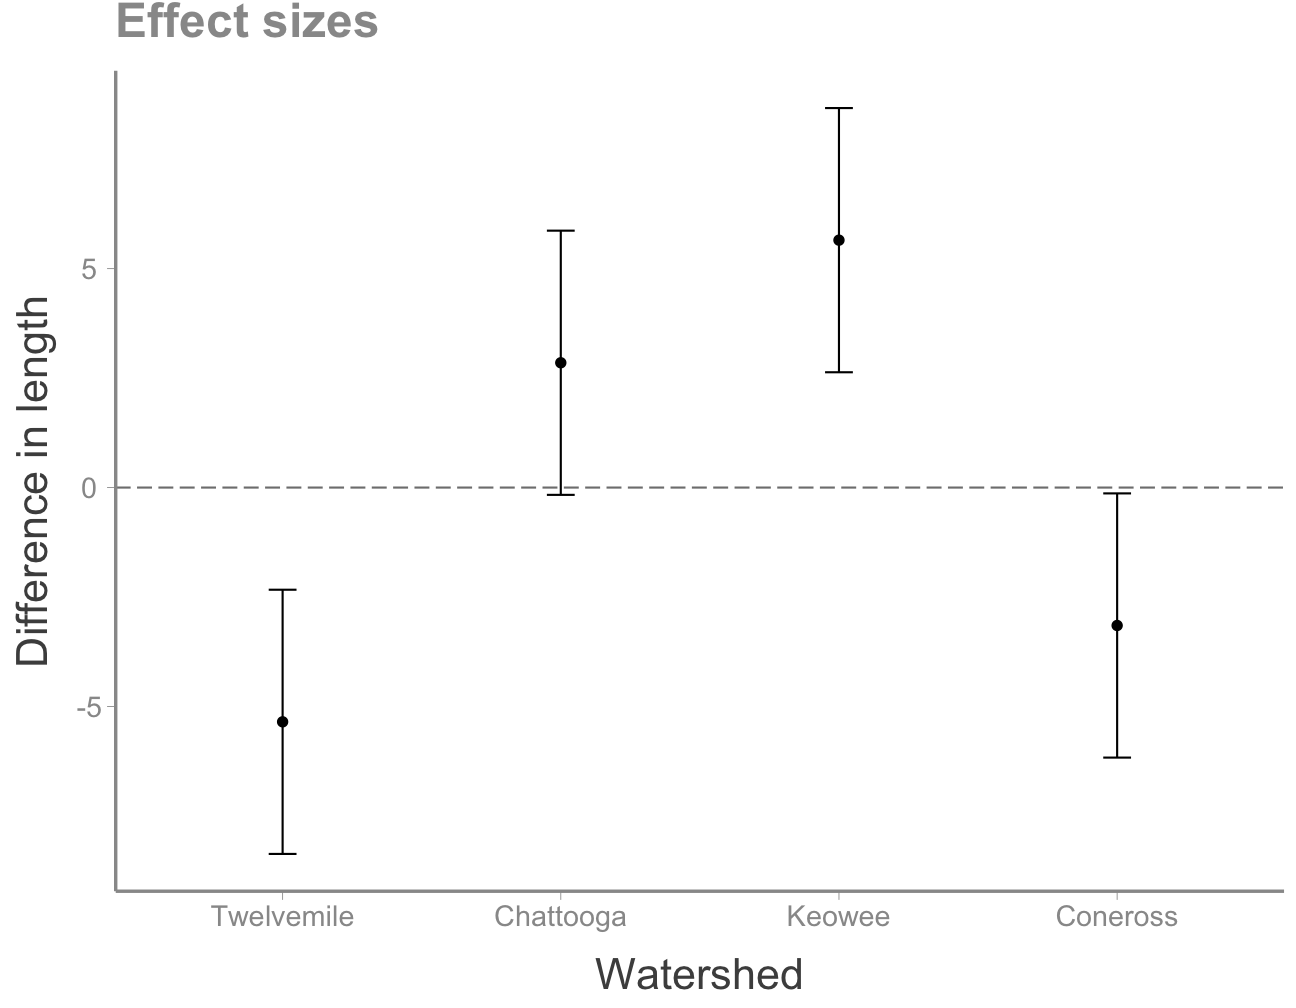 Effect sizes
Difference in length
5
0
-5
Twelvemile Chattooga Keowee Coneross
Watershed